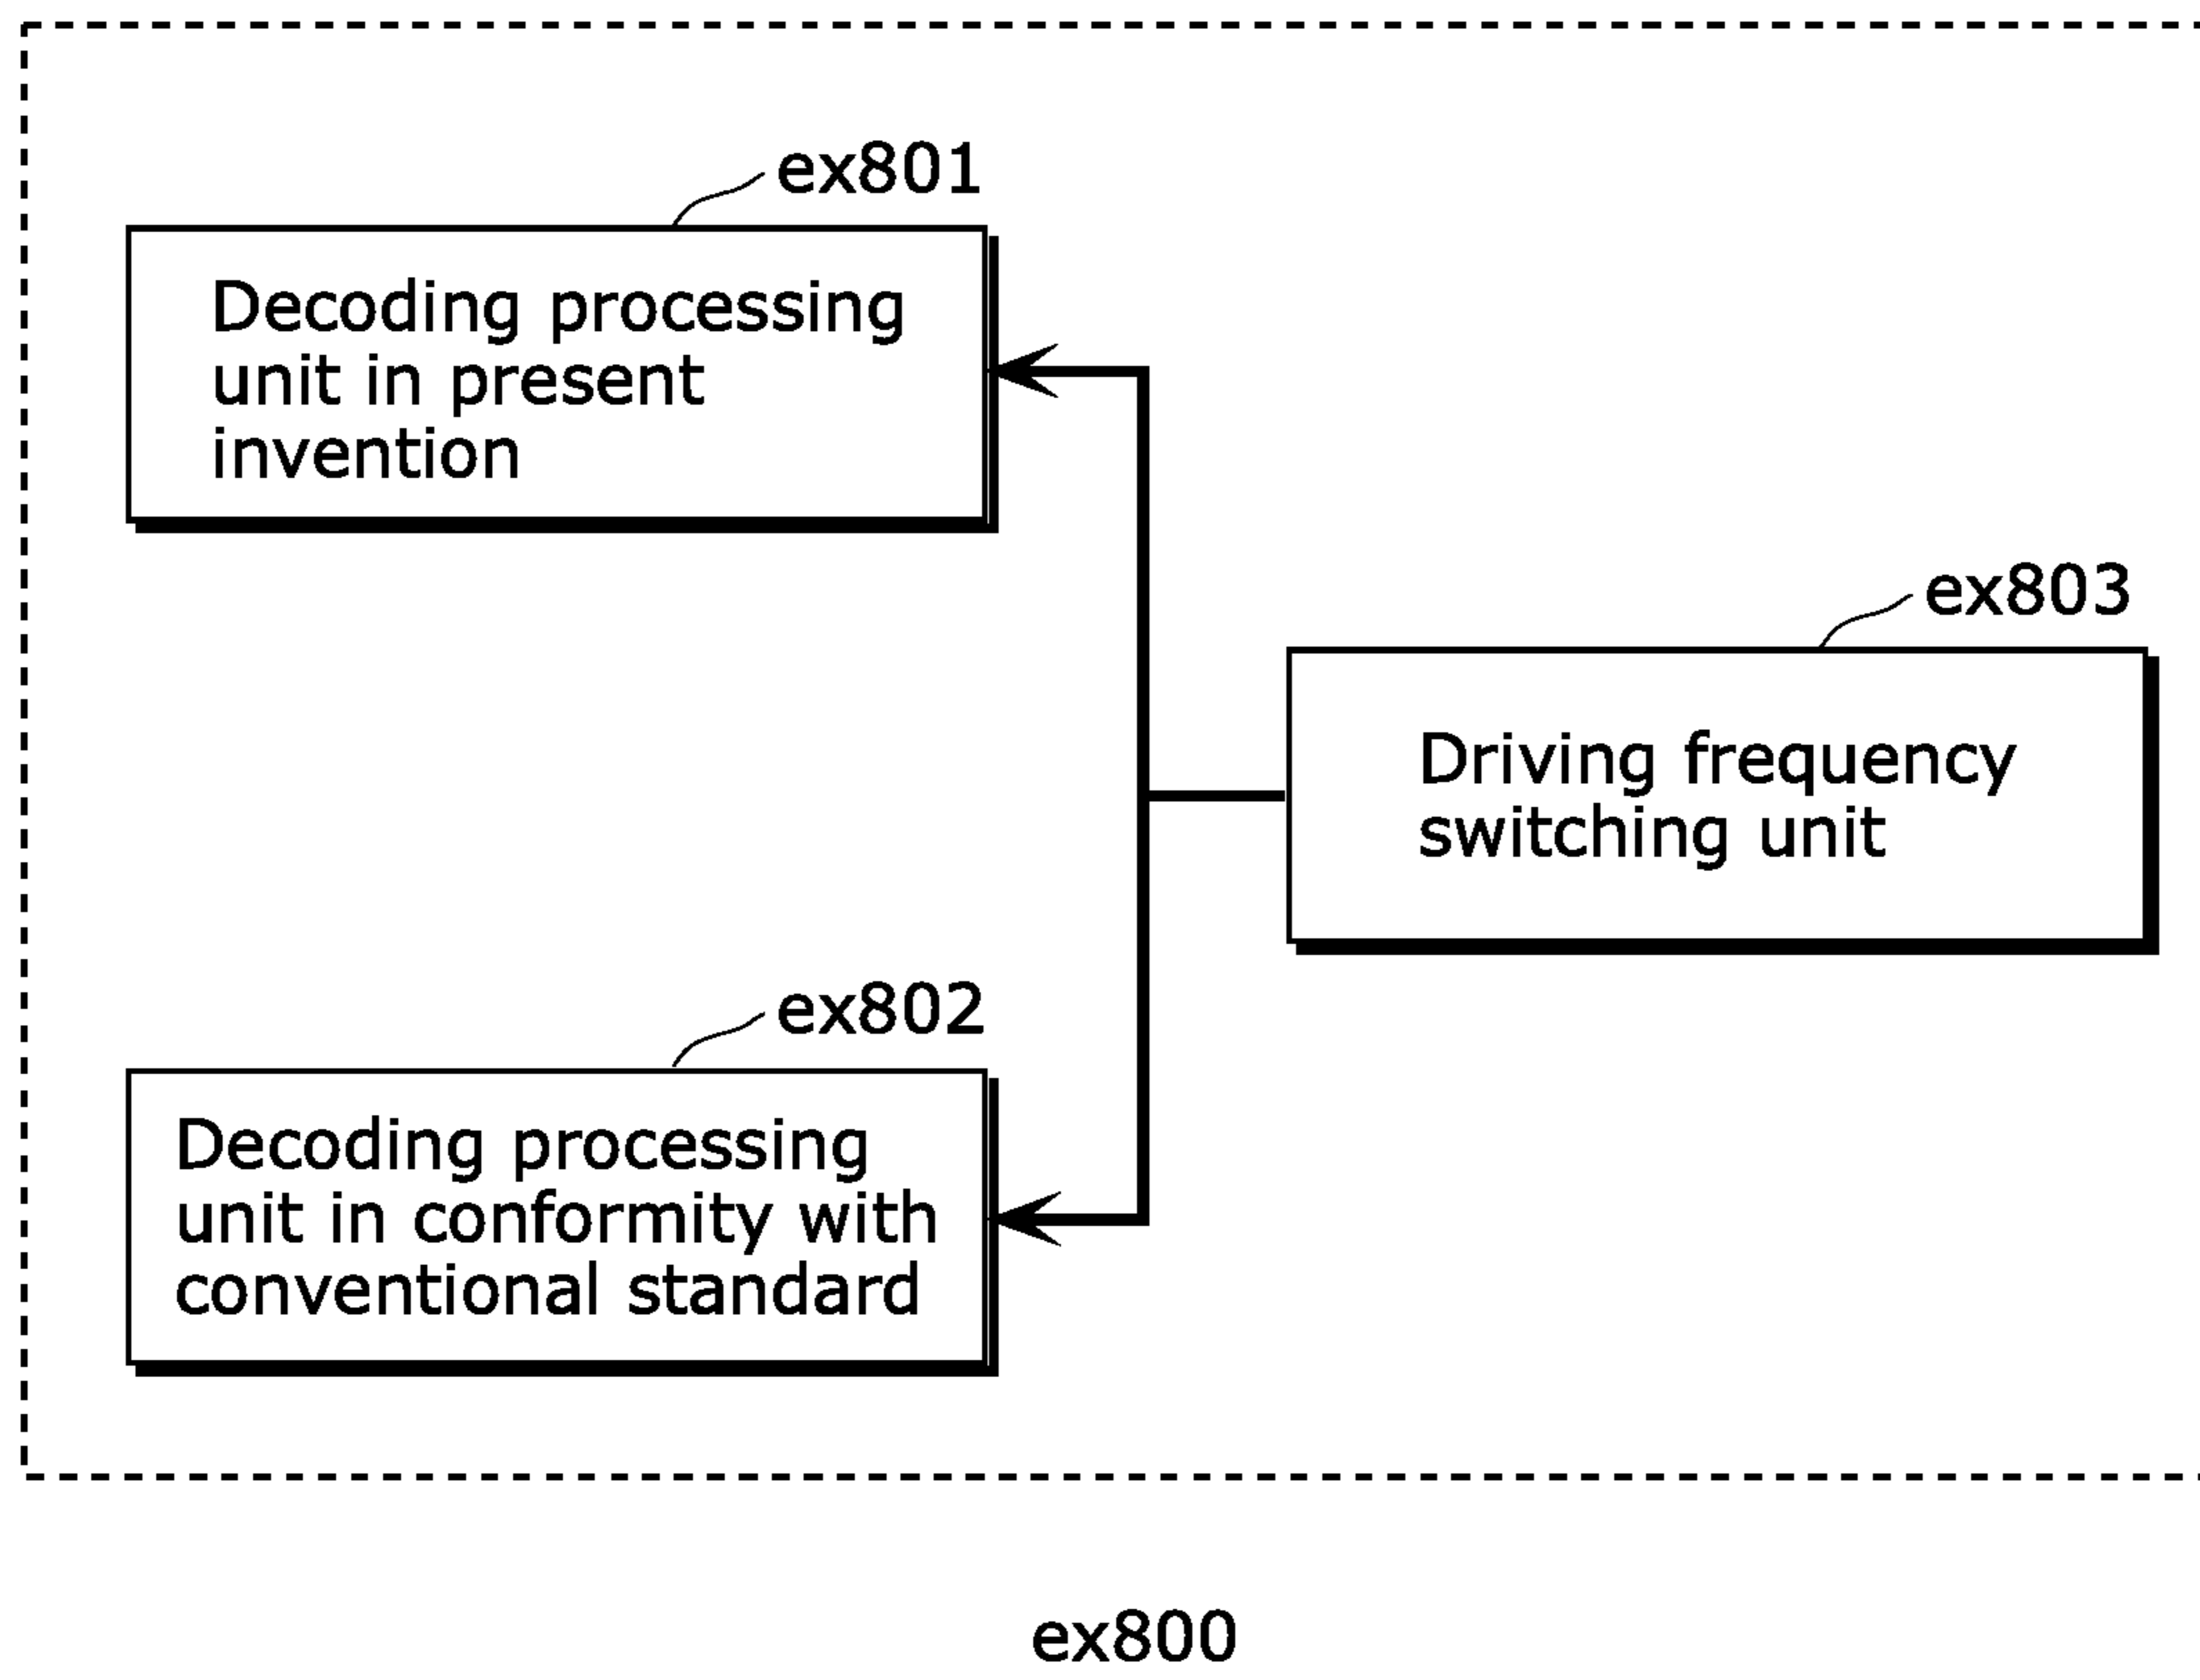 ex801
Decoding processing
unit in present
invention
ex803
Driving frequency
switching unit
ex802
Decoding processing
unit in conformity with
conventional standard
ex800